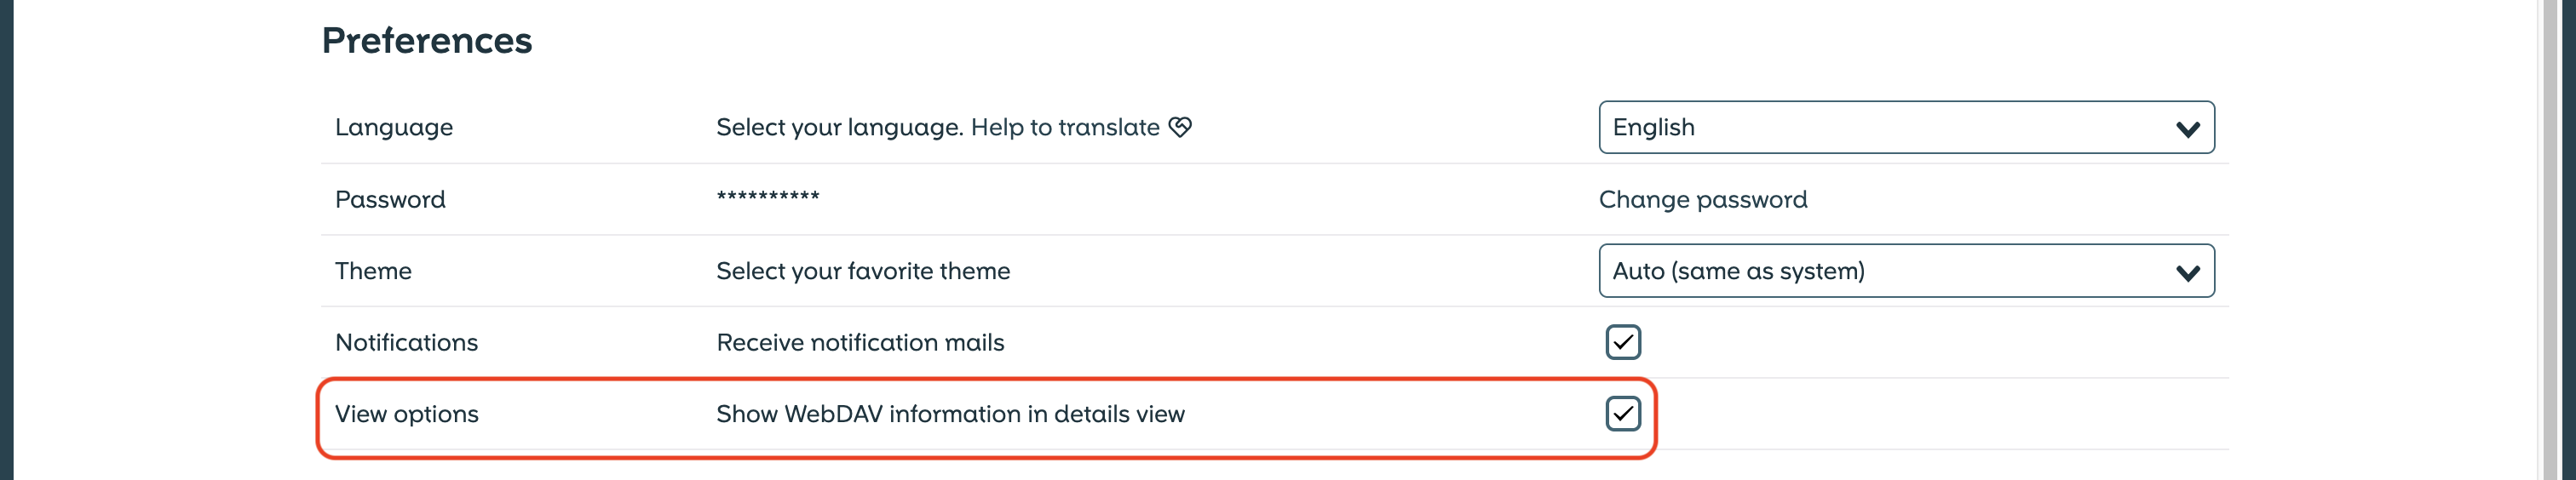 Preferences
Language Select your language. Help to translate English
Password ********** Change password
Theme Select your favorite theme Auto (same as system)
Notifications Receive notification mails
View options Show WebDAV information in details view